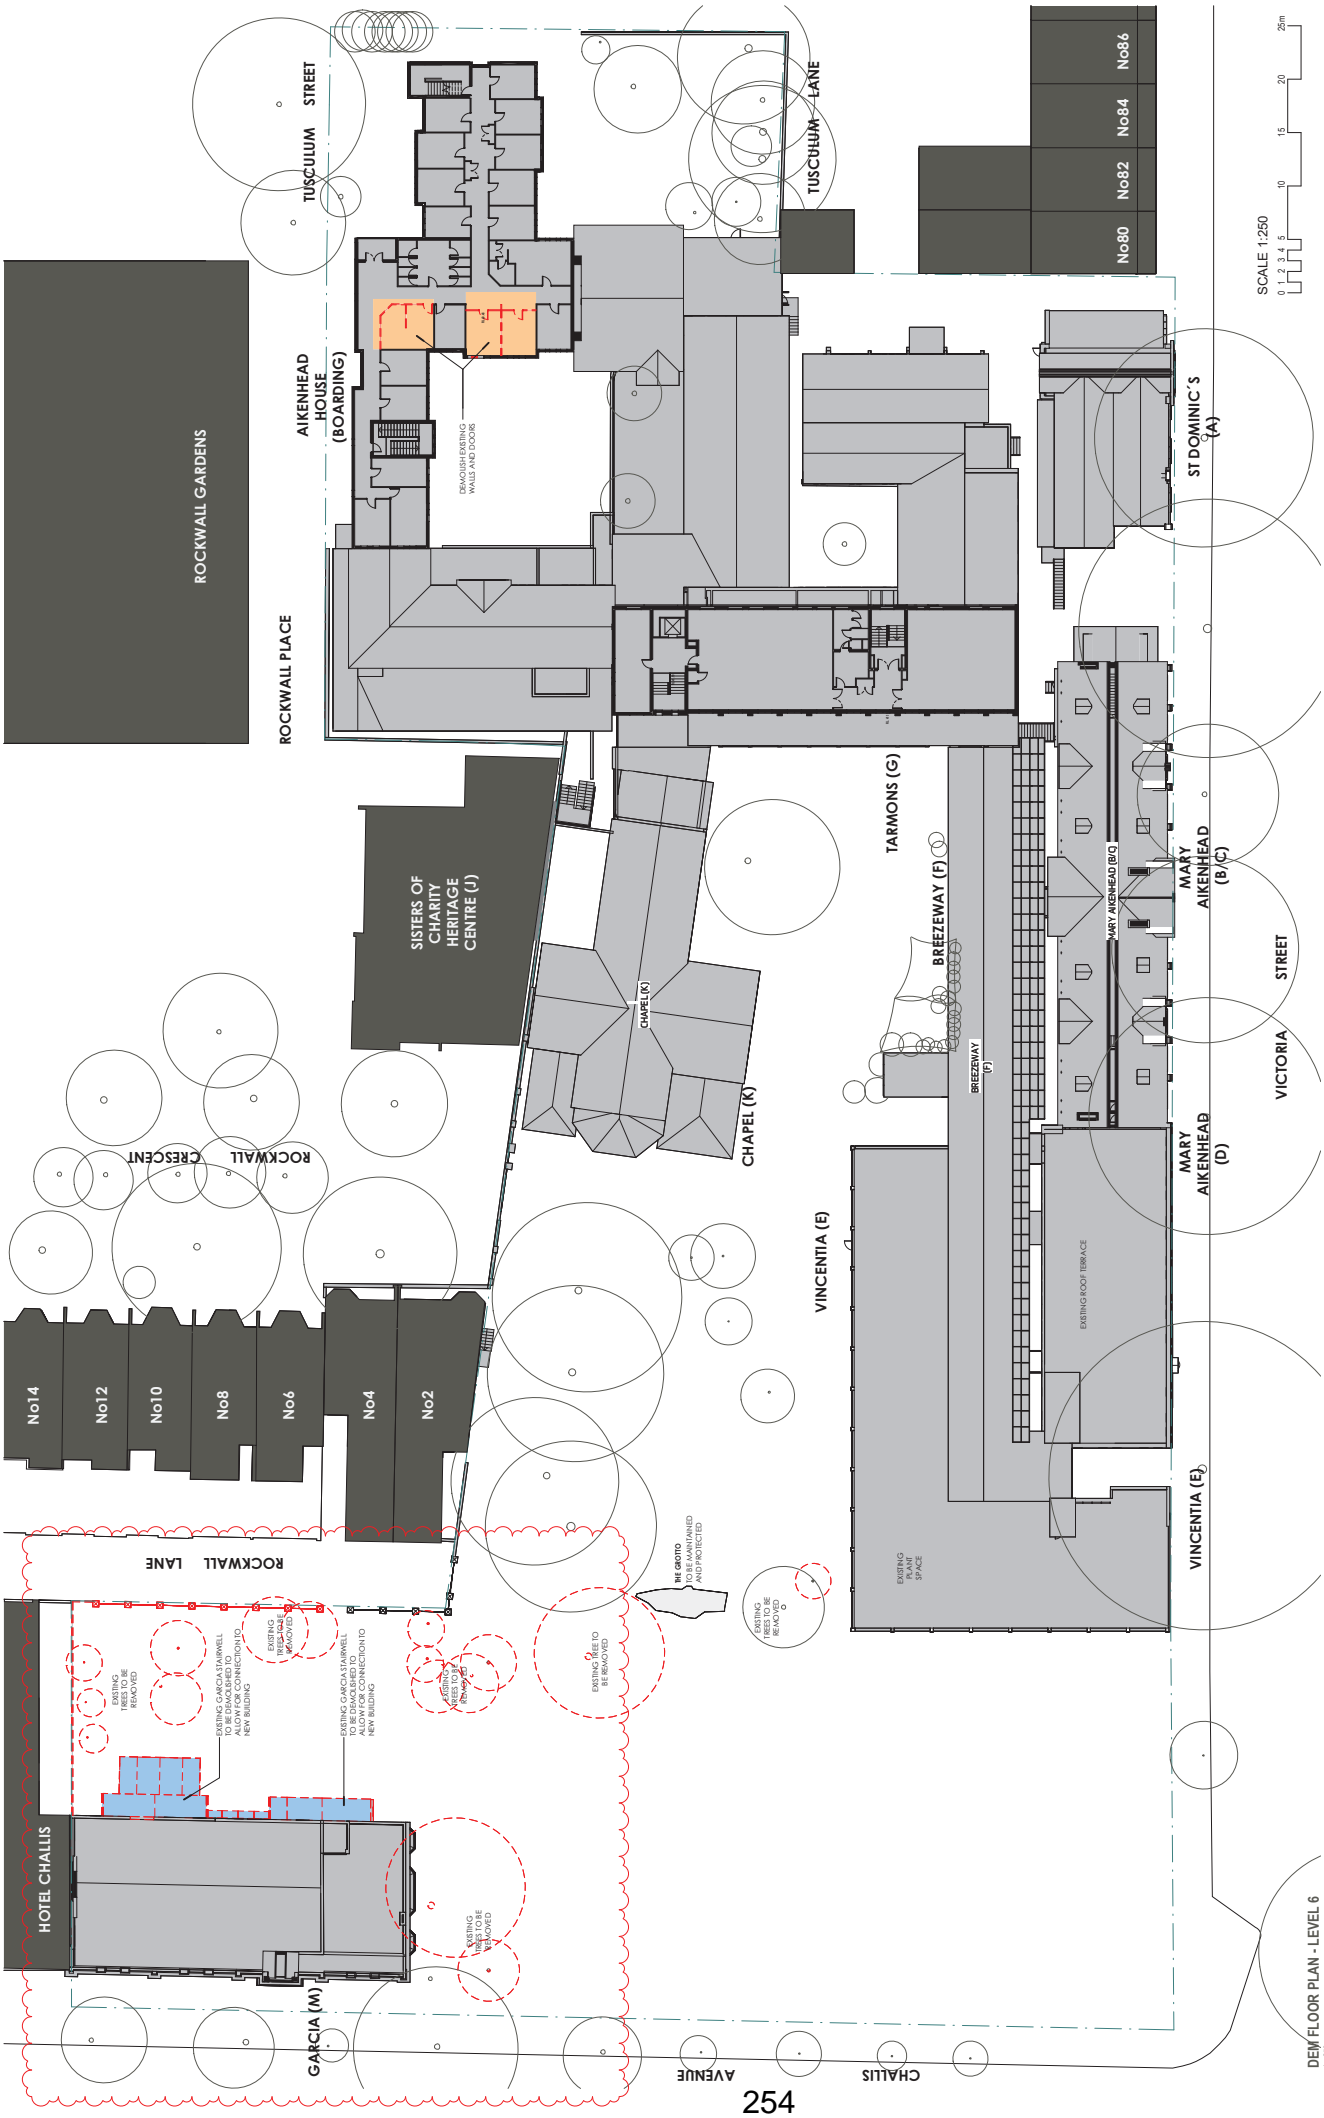 TUSCULUM STREET
TUSCULUM LANE
No80
No82
No84
No86
SCALE 1:250
0 1 2 3 4 5 10 15 20 25m
ROCKWALL GARDENS
AIKENHEAD
HOUSE
(BOARDING)
DEMOLISH EXISTING
WALLS AND DOORS
ST DOMINIC´S
(A)
ROCKWALL PLACE
SISTERS OF
CHARITY
HERITAGE
CENTRE (J)
TARMONS (G)
BREEZEWAY (F)
MARY AIKENHEAD (B/C)
MARY
AIKENHEAD
(B/C)
CHAPEL(K)
CHAPEL (K)
BREEZEWAY
(F)
VICTORIA STREET
MARY
AIKENHEAD
(D)
ROCKWALL CRESCENT
VINCENTIA (E)
EXISTING ROOF TERRACE
No14
No12
No10
No8
No6
No4
No2
ROCKWALL LANE
THE GROTTO
TO BE MAINTAINED
AND PROTECTED
EXISTING
TREES TO BE
REMOVED
EXISTING
PLANT
SPACE
VINCENTIA (E)
EXISTING
TREES TO BE
REMOVED
EXISTING
TREES TO BE
REMOVED
EXISTING GARCIA STAIRWELL
TO BE DEMOLISHED TO
ALLOW FOR CONNECTION TO
NEW BUILDING
EXISTING GARCIA STAIRWELL
TO BE DEMOLISHED TO
ALLOW FOR CONNECTION TO
NEW BUILDING
EXISTING
TREES TO BE
REMOVED
EXISTING TREE TO
BE REMOVED
HOTEL CHALLIS
EXISTING
TREES TO BE
REMOVED
GARCIA (M)
CHALLIS AVENUE
DEM FLOOR PLAN - LEVEL 6
254